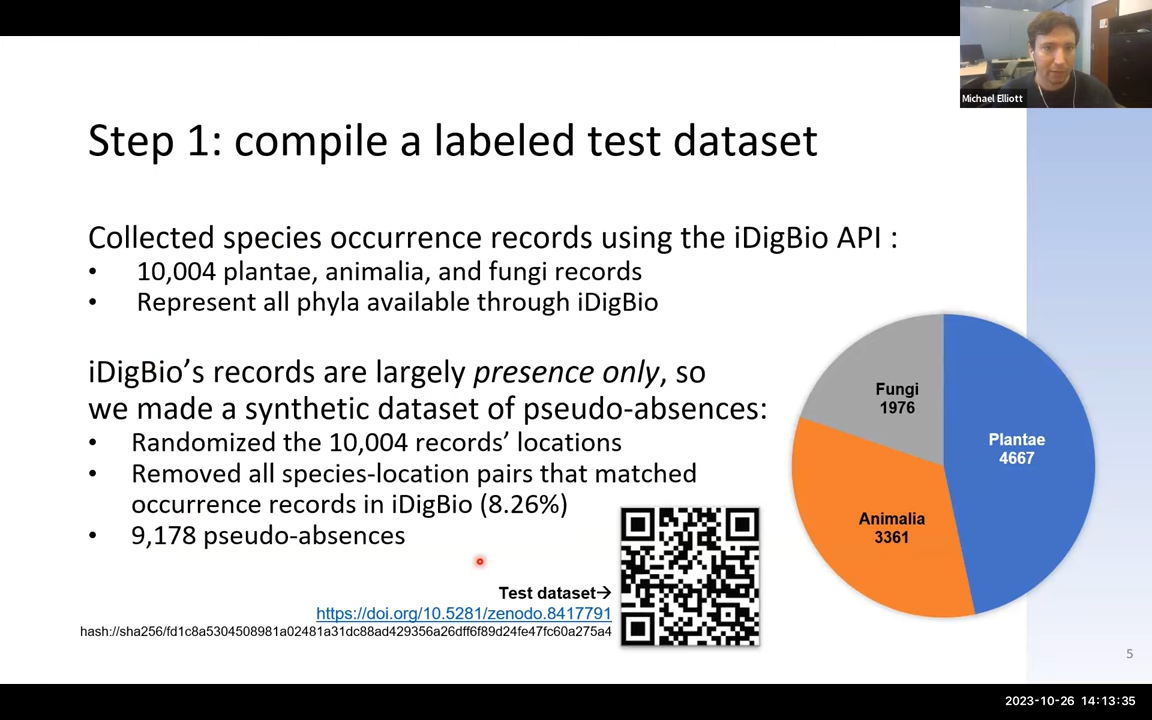 Michael Elliott
Step 1: compile a labeled test dataset
Collected species occurrence records using the iDigBio API :
• 10,004 plantae, animalia, and fungi records
• Represent all phyla available through iDigBio
iDigBio’s records are largely presence only, so
we made a synthetic dataset of pseudo-absences:
• Randomized the 10,004 records’ locations
• Removed all species-location pairs that matched
occurrence records in iDigBio (8.26%)
• 9,178 pseudo-absences
Fungi
1976
Plantae
4667
Animalia
3361
Test dataset→
https://doi.org/10.5281/zenodo.8417791
hash://sha256/fd1c8a5304508981a02481a31dc88ad429356a26dff6f89d24fe47fc60a275a4
5
2023-10-26 14:13:35